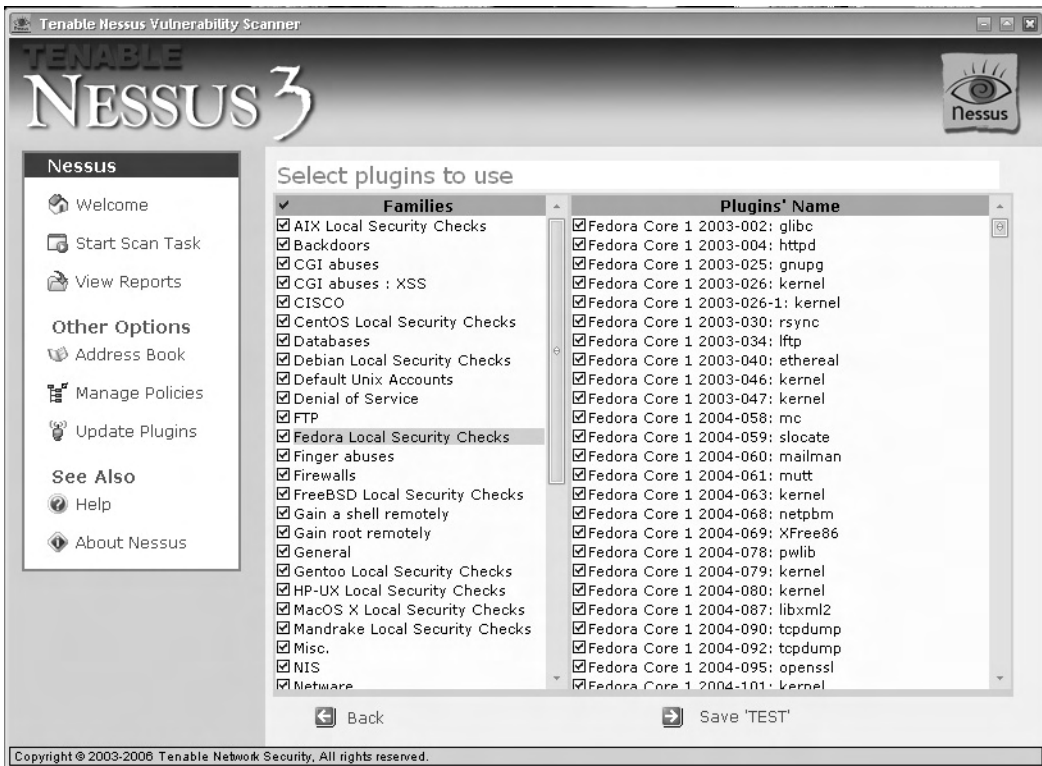 Tenable Nessus Vulnerability Scanner
TENABLE
NESSUS 3
Nessus
Nessus
Welcome
Start Scan Task
View Reports
Other Options
Address Book
Manage Policies
Update Plugins
See Also
Help
About Nessus
Select plugins to use
Families
AIX Local Security Checks
Backdoors
CGI abuses
CGI abuses : XSS
CISCO
CentOS Local Security Checks
Databases
Debian Local Security Checks
Default Unix Accounts
Denial of Service
FTP
Fedora Local Security Checks
Finger abuses
Firewalls
FreeBSD Local Security Checks
Gain a shell remotely
Gain root remotely
General
Gentoo Local Security Checks
HP-UX Local Security Checks
MacOS X Local Security Checks
Mandrake Local Security Checks
Misc.
NIS
Netware
Plugins' Name
Fedora Core 1 2003-002: glibc
Fedora Core 1 2003-004: httpd
Fedora Core 1 2003-025: gnupg
Fedora Core 1 2003-026: kernel
Fedora Core 1 2003-026-1: kernel
Fedora Core 1 2003-030: rsync
Fedora Core 1 2003-034: lftp
Fedora Core 1 2003-040: ethereal
Fedora Core 1 2003-046: kernel
Fedora Core 1 2003-047: kernel
Fedora Core 1 2004-058: mc
Fedora Core 1 2004-059: slocate
Fedora Core 1 2004-060: mailman
Fedora Core 1 2004-061: mutt
Fedora Core 1 2004-063: kernel
Fedora Core 1 2004-068: netpbm
Fedora Core 1 2004-069: XFree86
Fedora Core 1 2004-078: pwlib
Fedora Core 1 2004-079: kernel
Fedora Core 1 2004-080: kernel
Fedora Core 1 2004-087: libxml2
Fedora Core 1 2004-090: tcpdump
Fedora Core 1 2004-092: tcpdump
Fedora Core 1 2004-095: openssl
Fedora Core 1 2004-101: kernel
Back
Save 'TEST'
Copyright © 2003-2006 Tenable Network Security, All rights reserved.